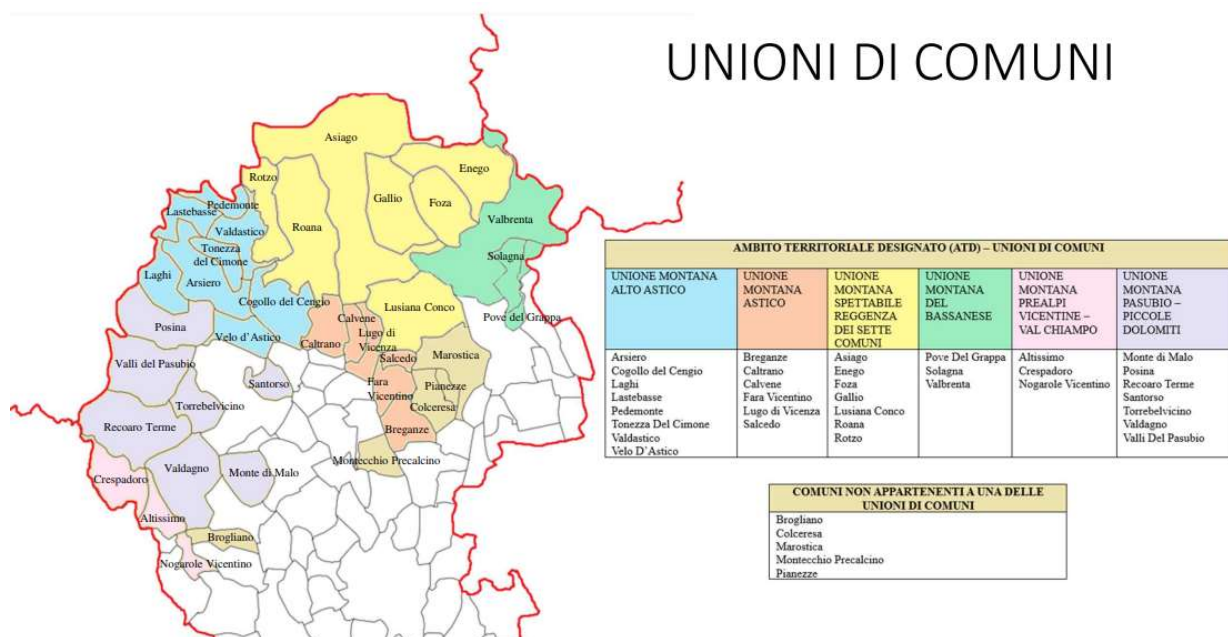 UNIONI DI COMUNI
Asiago
Enego
Rotzo
Gallio
Foza
Pedemonte
Lastebasse
Valbrenta
Roana
Valdastico
Tonezza
del Cimone
Solagna
Laghi
Arsiero
Cogollo del Cengio
Lusiana Conco
Calvene
Pove del Grappa
Posina
Lugo di
Vicenza
Velo d'Astico
Caltrano
Marostica
Valli del Pasubio
Salcedo
Santorso
Fara
Vicentino
Pianezze
Torrebelvicino
Colceresa
Recoaro Terme
Breganze
Montecchio Precalcino
Valdagno
Monte di Malo
Crespadoro
Altissimo
Brogliano
Nogarole Vicentino
AMBITO TERRITORIALE DESIGNATO (ATD) – UNIONI DI COMUNI
UNIONE MONTANA
ALTO ASTICO
UNIONE
MONTANA
ASTICO
UNIONE
MONTANA
SPETTABILE
REGGENZA
DEI SETTE
COMUNI
UNIONE
MONTANA
DEL
BASSANESE
UNIONE
MONTANA
PREALPI
VICENTINE –
VAL CHIAMPO
UNIONE
MONTANA
PASUBIO –
PICCOLE
DOLOMITI
Arsiero
Cogollo del Cengio
Laghi
Lastebasse
Pedemonte
Tonezza Del Cimone
Valdastico
Velo D'Astico
Breganze
Caltrano
Calvene
Fara Vicentino
Lugo di Vicenza
Salcedo
Asiago
Enego
Foza
Gallio
Lusiana Conco
Roana
Rotzo
Pove Del Grappa
Solagna
Valbrenta
Altissimo
Crespadoro
Nogarole Vicentino
Monte di Malo
Posina
Recoaro Terme
Santorso
Torrebelvicino
Valdagno
Valli Del Pasubio
COMUNI NON APPARTENENTI A UNA DELLE
UNIONI DI COMUNI
Brogliano
Colceresa
Marostica
Montecchio Precalcino
Pianezze